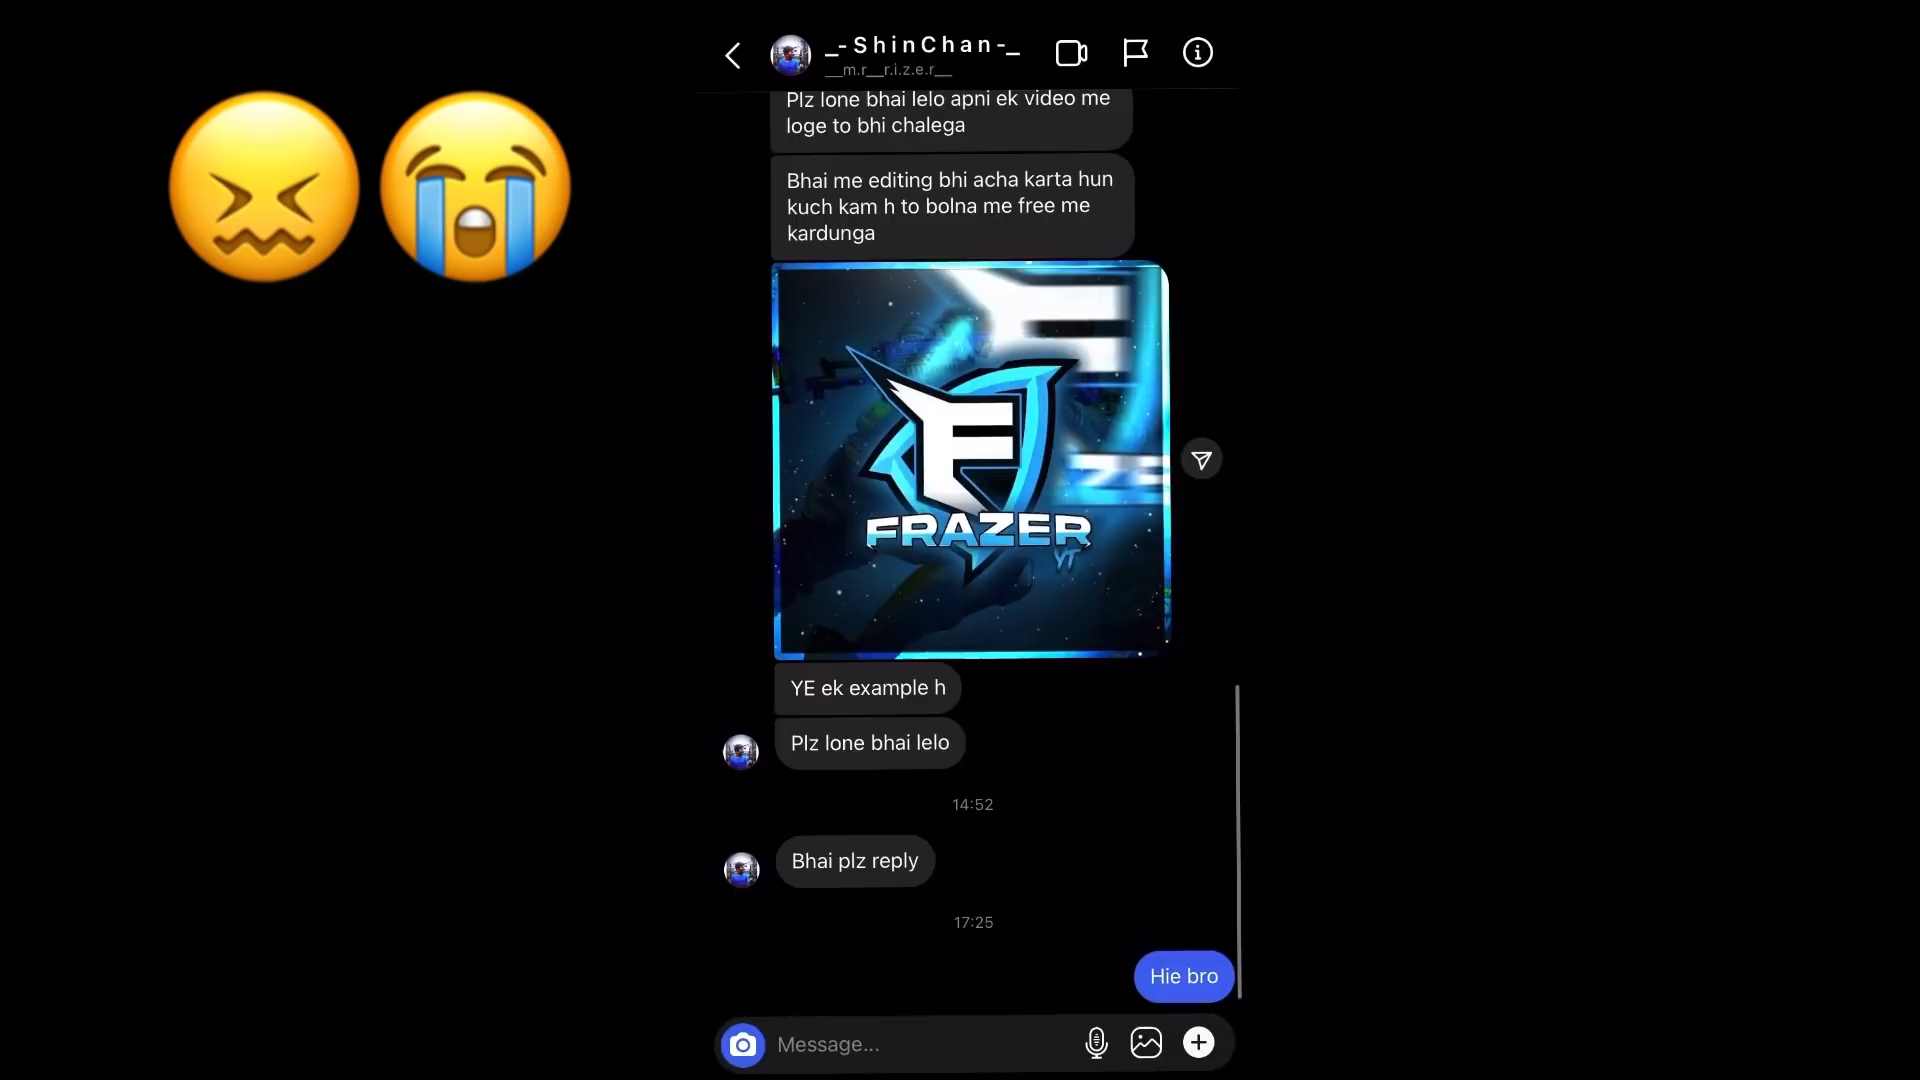 _-ShinChan-_
__m.r__r.i.z.e.r__
Plz lone bhai lelo apni ek video me
loge to bhi chalega
Bhai me editing bhi acha karta hun
kuch kam h to bolna me free me
kardunga
F
FRAZER
YT
YE ek example h
Plz lone bhai lelo
14:52
Bhai plz reply
17:25
Hie bro
Message...